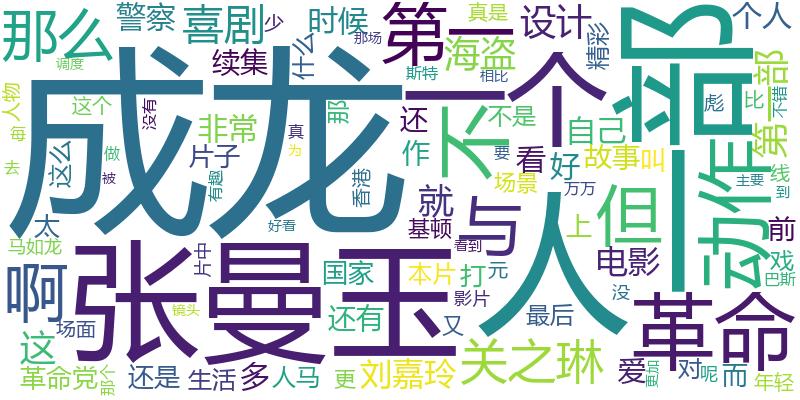 那么
警察
喜剧
少
时候
什么
那场
第一
真是
设计
海盗
精彩
一部
个人
调度
成龙
续集
斯特
相比
一个
彪
不错
人物
这个
没有
那
不
不是
自己
第一部
比
每
真
非常
还
作
动作
去
这么
做
被
片子
为
有趣
香港
看
要
场景
好
故事
叫
万万
线
到
主要
太
就
与
人
但
上
前
马如龙
基顿
看到
电影
戏
巴斯
啊
张曼玉
片中
好看
国家
本片
打
元
影片
没
革命
场面
镜头
还有
又
最后
这
革命党
还是
生活
多
人马
更
刘嘉玲
关之琳
爱
对
呢
而
年轻